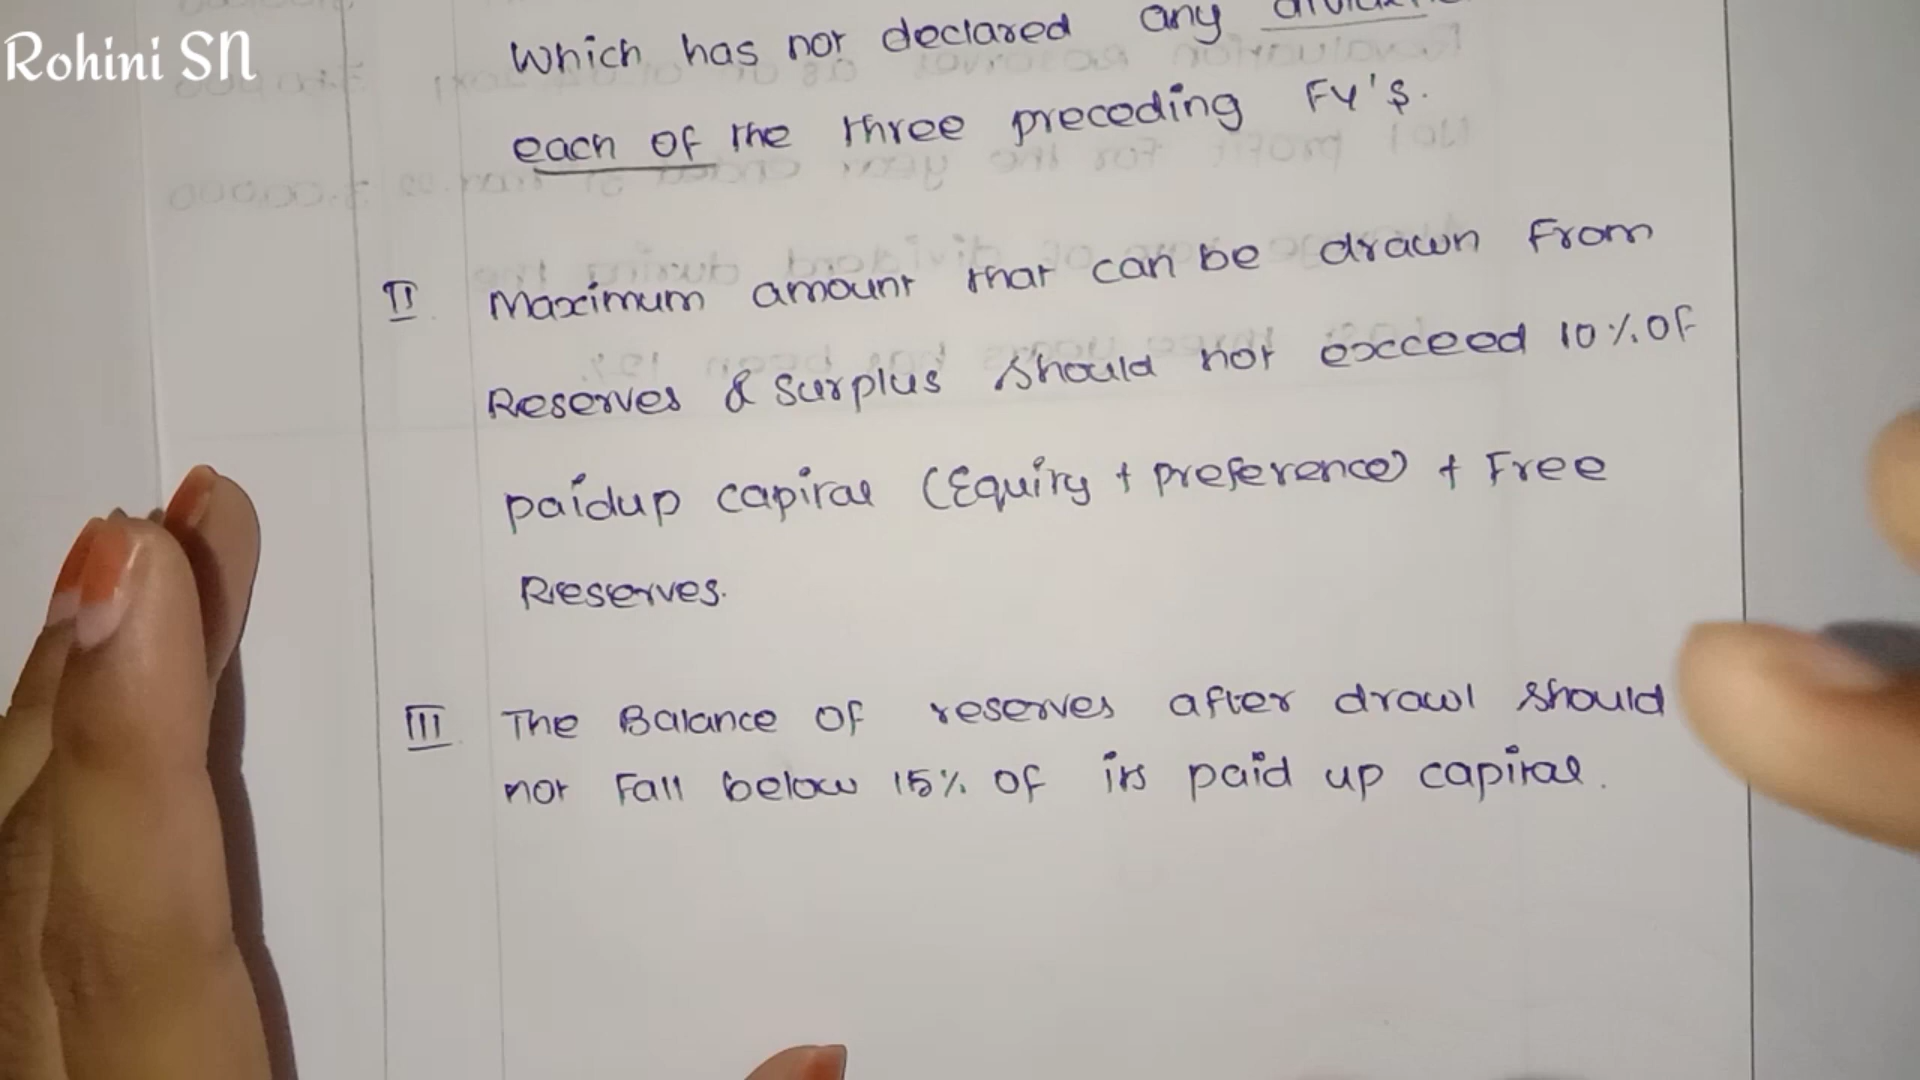 Rohini SN
which has not declared any
each of the three preceding FY's.
II Maximum amount that can be drawn from
Reserves & Surplus should not exceed 10% of
paidup capital (Equity + preference) + Free
Reserves.
III The Balance of reserves after drawl should
not Fall below 15% of its paid up capital.